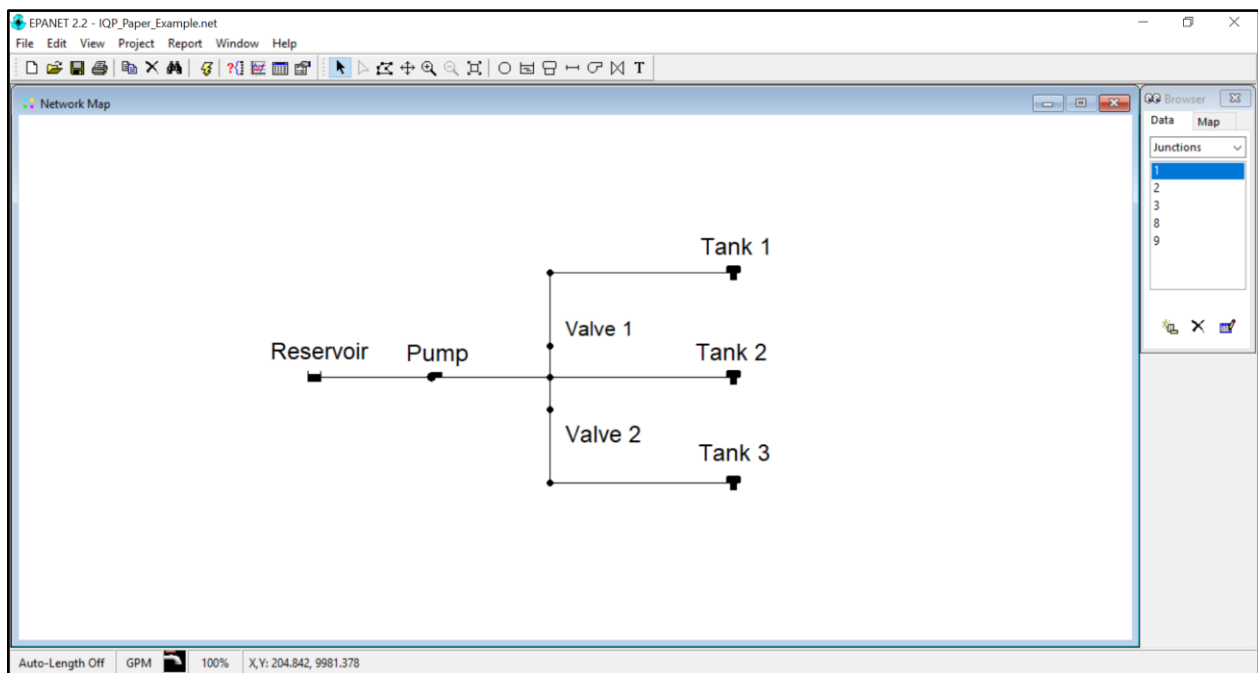 EPANET 2.2 - IQP_Paper_Example.net
File Edit View Project Report Window Help
T
Network Map
Browser
Data Map
Junctions
1
2
3
8
9
Tank 1
Valve 1
Reservoir Pump Tank 2
Valve 2
Tank 3
Auto-Length Off GPM 100% X,Y: 204.842, 9981.378